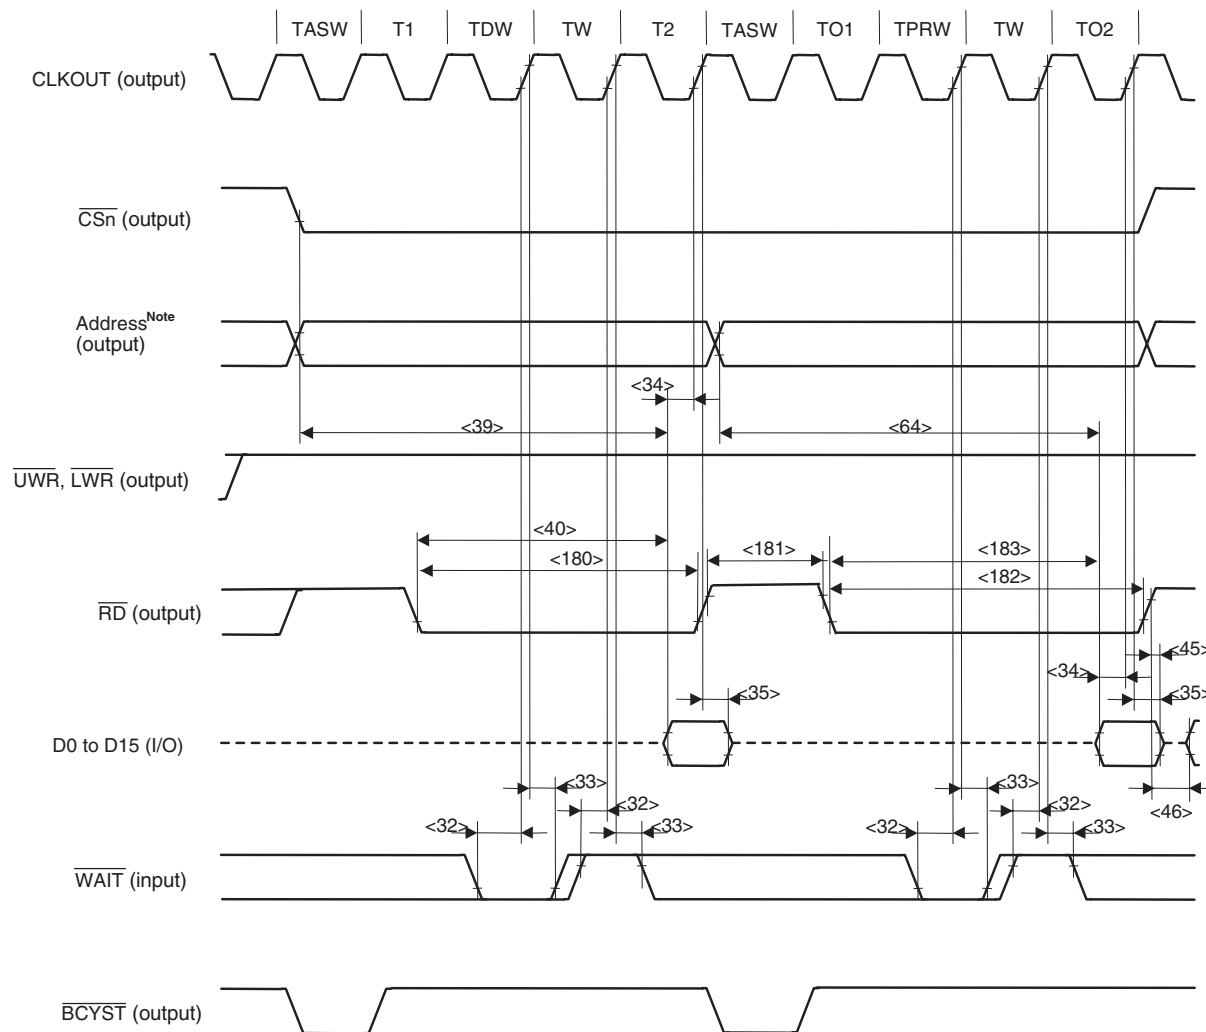 TASW T1 TDW TW T2 TASW TO1 TPRW TW TO2
CLKOUT (output)
CSn (output)
Address Note
(output)
<34>
<39> <64>
UWR, LWR (output)
<40>
<180> <181> <183>
<182>
RD (output)
<45>
<34>
<35> <35>
D0 to D15 (I/O)
<33> <33>
<32> <32> <46>
<32> <33> <32> <33>
WAIT (input)
BCYST (output)